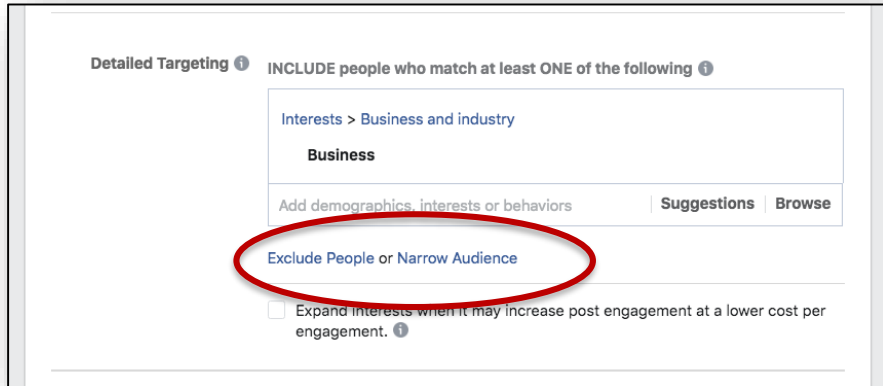 Detailed Targeting
INCLUDE people who match at least ONE of the following
Interests > Business and industry
Business
Add demographics, interests or behaviors Suggestions Browse
Exclude People or Narrow Audience
Expand interests when it may increase post engagement at a lower cost per
engagement.